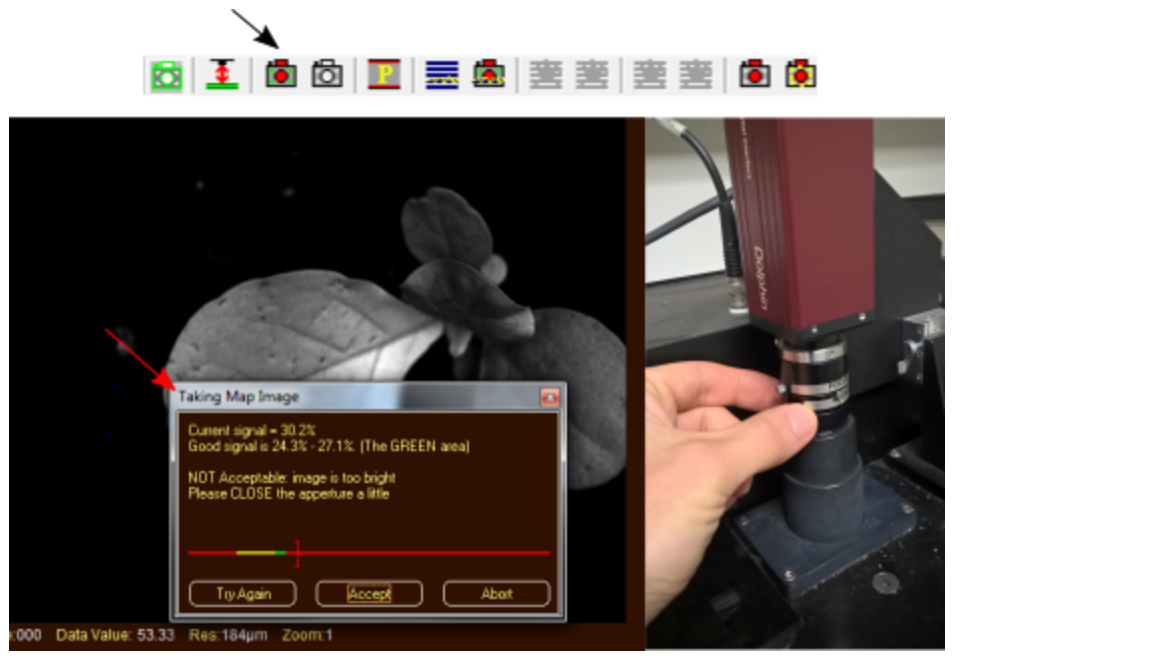 P
Taking Map Image
Current signal = 30.2%
Good signal is 24.3% - 27.1%. (The GREEN area)
NOT Acceptable: image is too bright
Please CLOSE the apperture a little
Try Again
Accept
Abort
:000 Data Value: 53.33 Res:184µm Zoom:1
Dolphin